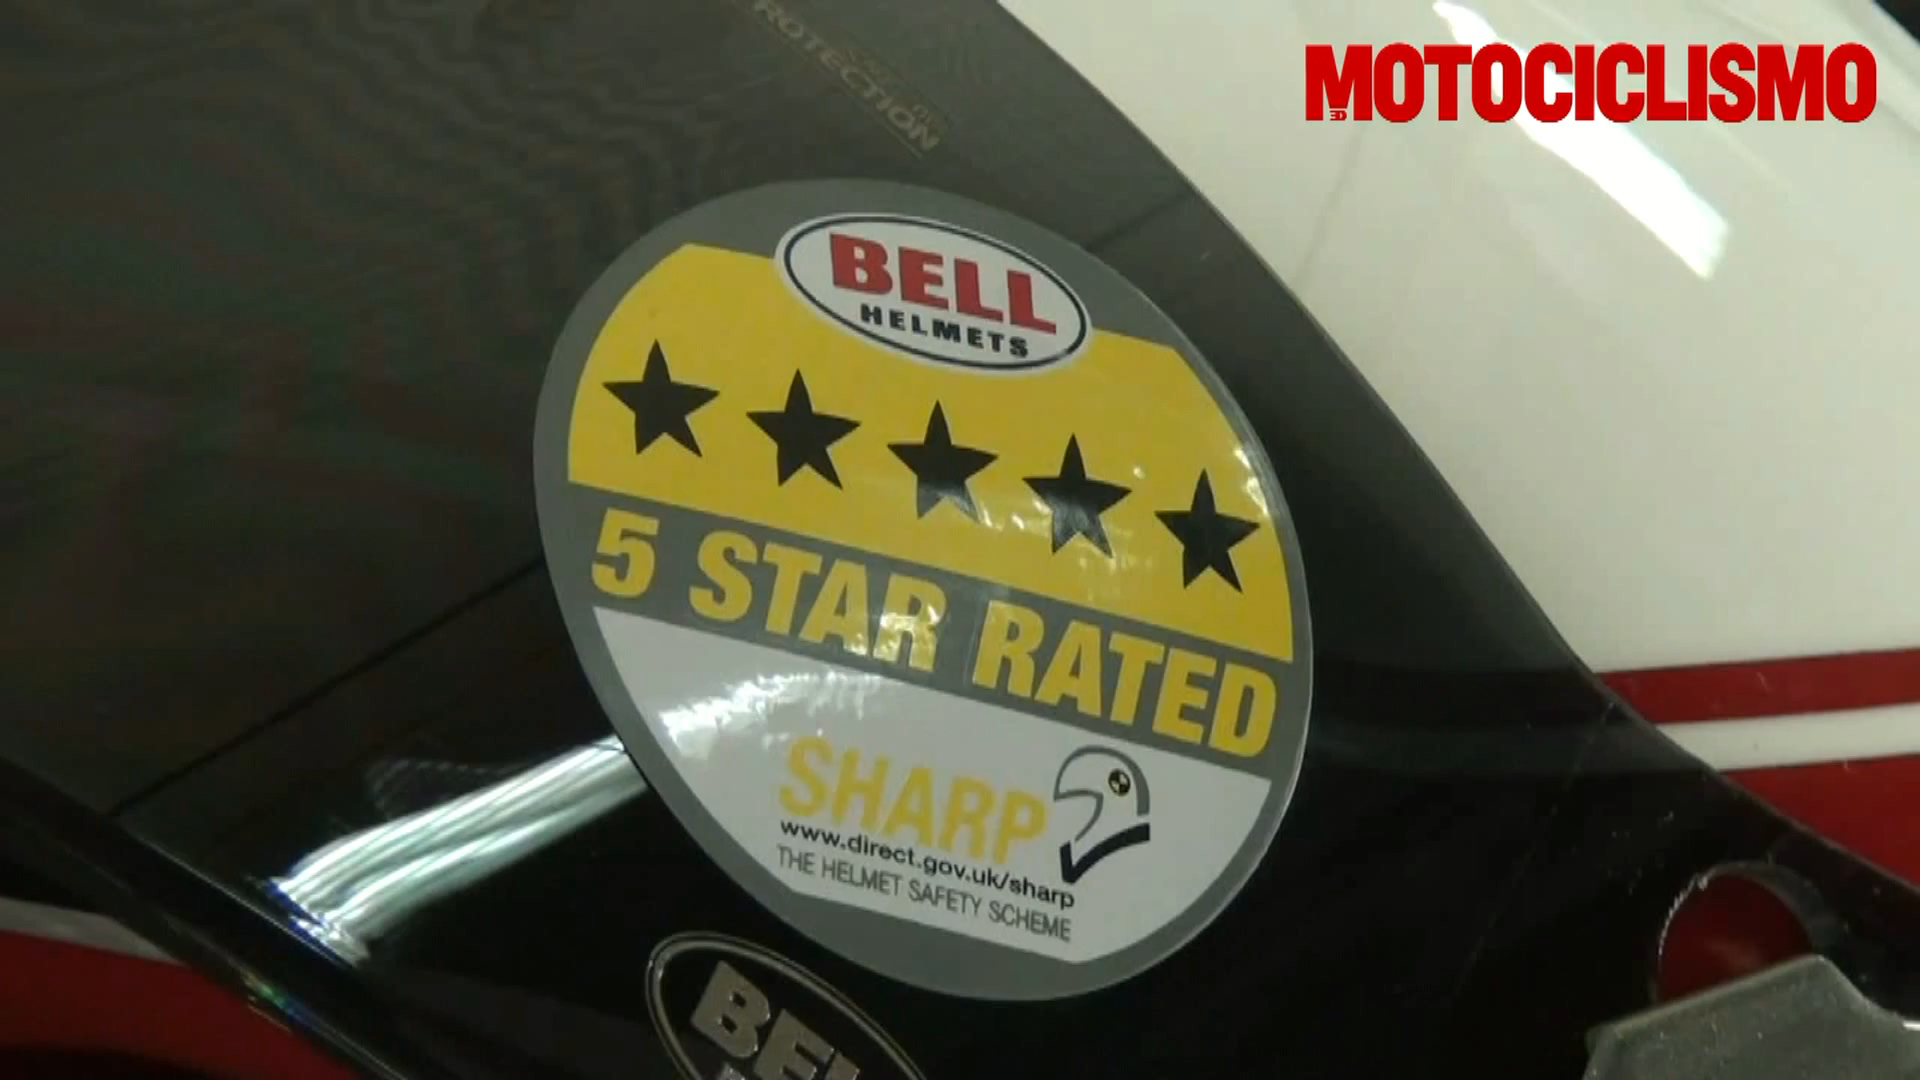 PROTECTION
MOTOCICLISMO
BELL
HELMETS
5 STAR RATED
SHARP
www.direct.gov.uk/sharp
THE HELMET SAFETY SCHEME
BELL